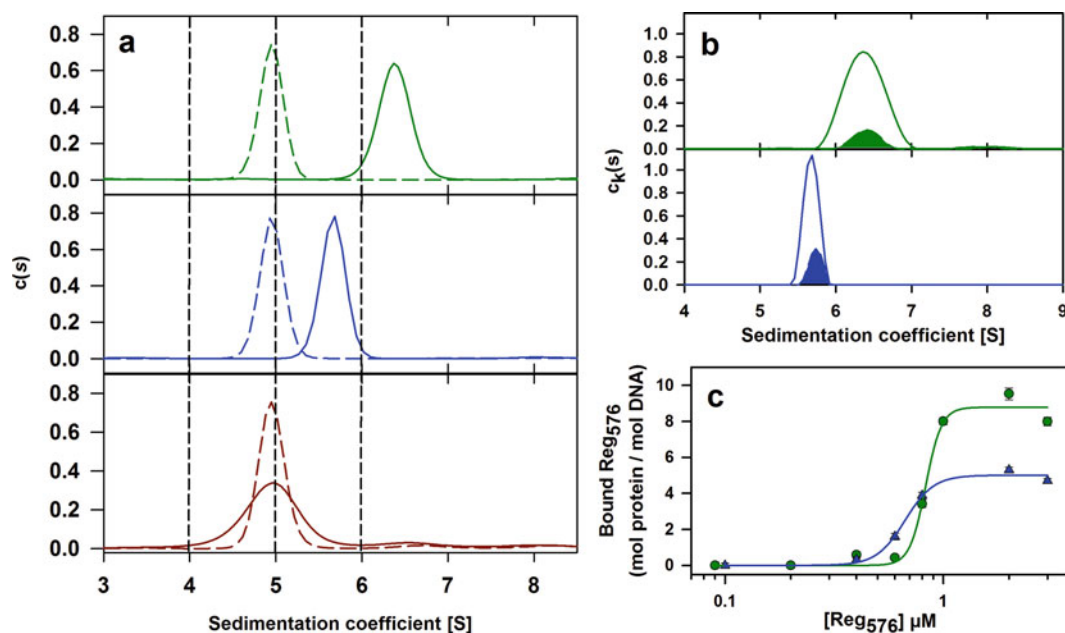 a
0.8
0.6
0.4
0.2
0.0
0.8
0.6
0.4
0.2
0.0
0.8
0.6
0.4
0.2
0.0
c(s)
3 4 5 6 7 8
Sedimentation coefficient [S]
b
1.0
0.8
0.6
0.4
0.2
0.0
1.0
0.8
0.6
0.4
0.2
0.0
cₖ(s)
4 5 6 7 8 9
Sedimentation coefficient [S]
c
10
8
6
4
2
0
Bound Reg₅₇₆
(mol protein / mol DNA)
0.1 1
[Reg₅₇₆] µM